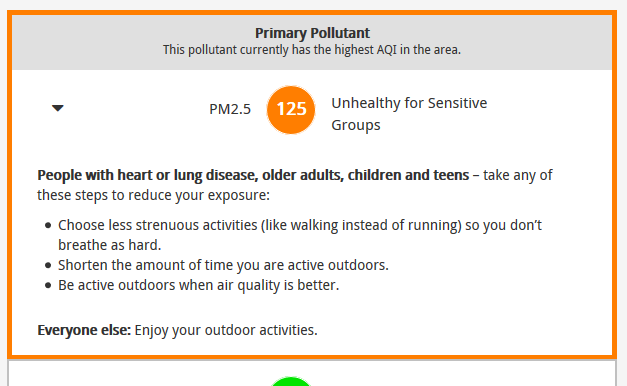 Primary Pollutant
This pollutant currently has the highest AQI in the area.
PM2.5
125
Unhealthy for Sensitive
Groups
People with heart or lung disease, older adults, children and teens – take any of
these steps to reduce your exposure:
• Choose less strenuous activities (like walking instead of running) so you don’t
breathe as hard.
• Shorten the amount of time you are active outdoors.
• Be active outdoors when air quality is better.
Everyone else: Enjoy your outdoor activities.